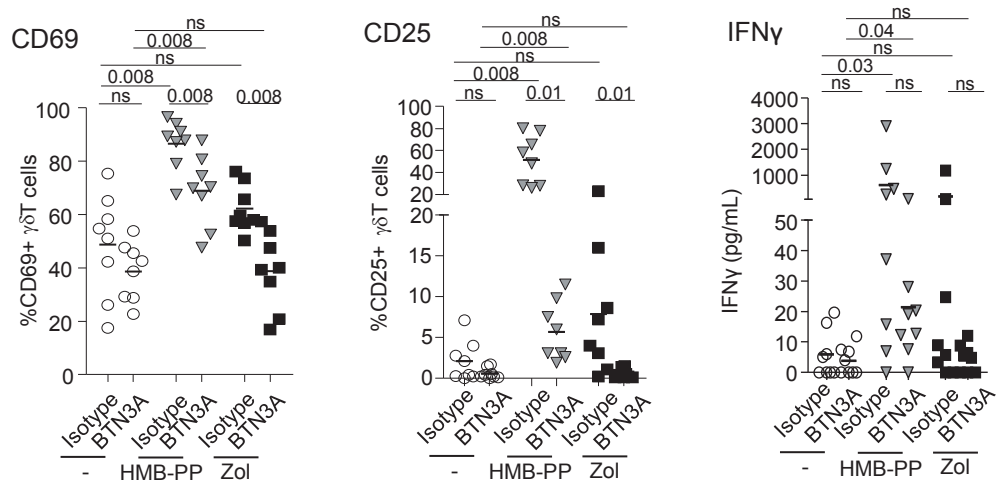 CD69
ns
0.008
ns
0.008
ns
0.008
0.008
%CD69+ γδT cells
100
80
60
40
20
0
Isotype
BTN3A
Isotype
BTN3A
Isotype
BTN3A
-
HMB-PP
Zol
CD25
ns
0.008
ns
0.008
ns
0.01
0.01
%CD25+ γδT cells
100
80
60
40
20
20
15
10
5
0
Isotype
BTN3A
Isotype
BTN3A
Isotype
BTN3A
-
HMB-PP
Zol
IFNγ
ns
0.04
ns
0.03
ns
ns
ns
IFNγ (pg/mL)
4000
3000
2000
1000
50
40
30
20
10
0
Isotype
BTN3A
Isotype
BTN3A
Isotype
BTN3A
-
HMB-PP
Zol